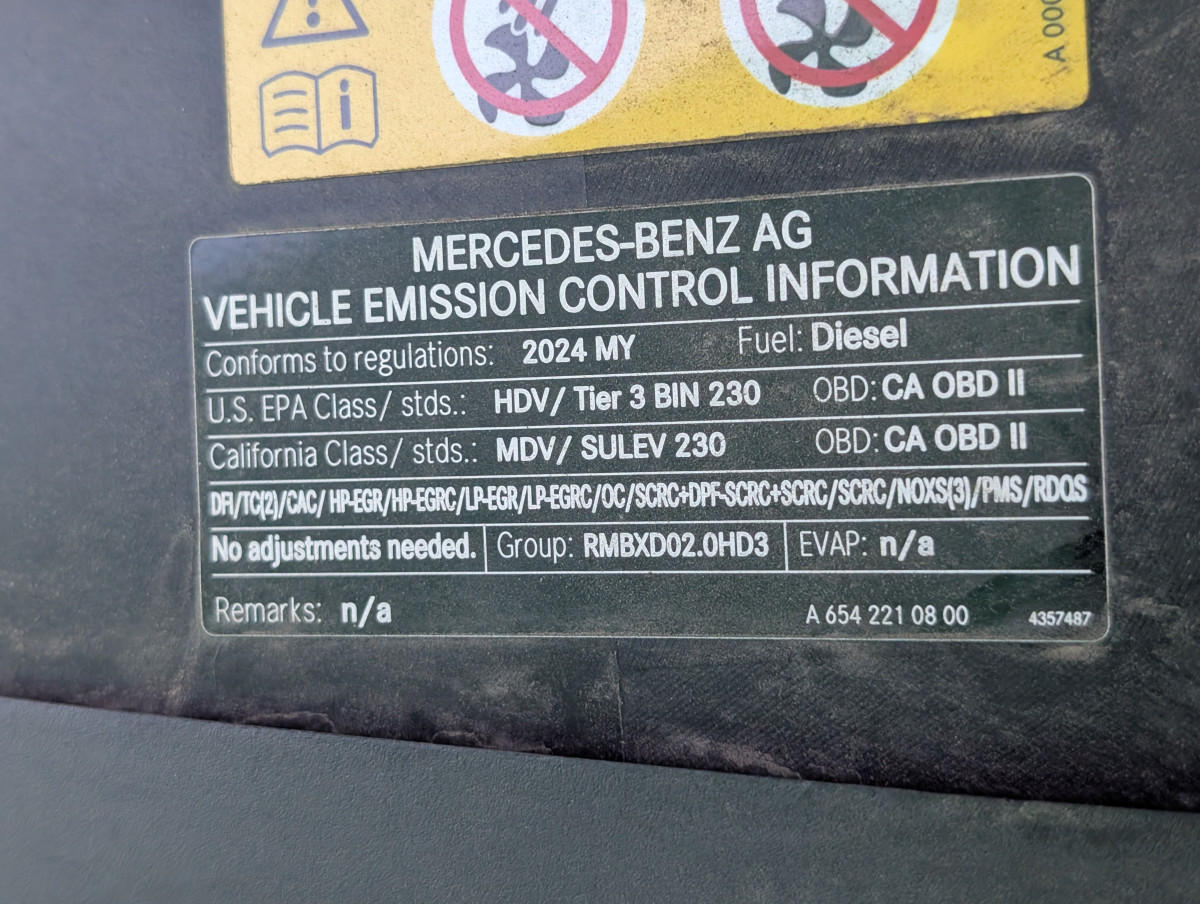 A 000
MERCEDES-BENZ AG
VEHICLE EMISSION CONTROL INFORMATION
Conforms to regulations: 2024 MY Fuel: Diesel
U.S. EPA Class/ stds.: HDV/ Tier 3 BIN 230 OBD: CA OBD II
California Class/ stds.: MDV/ SULEV 230 OBD: CA OBD II
DFI/TC(2)/CAC/ HP-EGR/HP-EGRC/LP-EGR/LP-EGRC/OC/SCRC+DPF-SCRC+SCRC/SCRC/NOXS(3)/PMS/RDQS
No adjustments needed. Group: RMBXD02.0HD3 EVAP: n/a
Remarks: n/a A 654 221 08 00 4357487